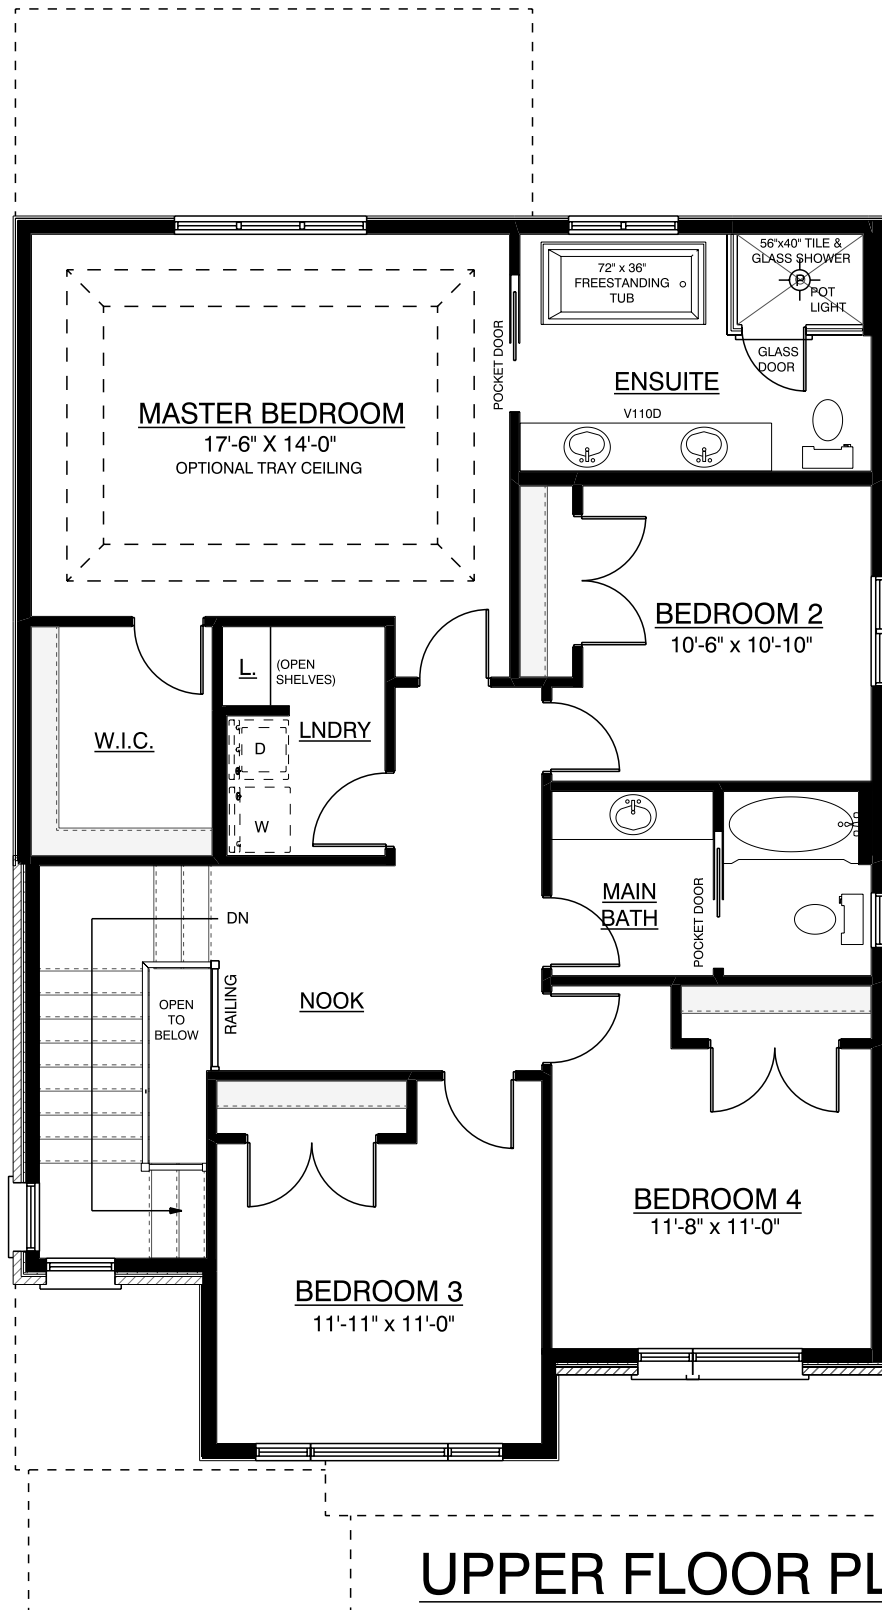 56"x40" TILE &
GLASS SHOWER
P
POT
LIGHT
72" x 36"
FREESTANDING
TUB
POCKET DOOR
GLASS
DOOR
ENSUITE
V110D
MASTER BEDROOM
17'-6" X 14'-0"
OPTIONAL TRAY CEILING
BEDROOM 2
10'-6" x 10'-10"
L.
(OPEN
SHELVES)
LNDRY
W.I.C.
D
W
MAIN
BATH
POCKET DOOR
DN
NOOK
RAILING
OPEN
TO
BELOW
BEDROOM 4
11'-8" x 11'-0"
BEDROOM 3
11'-11" x 11'-0"
UPPER FLOOR PL